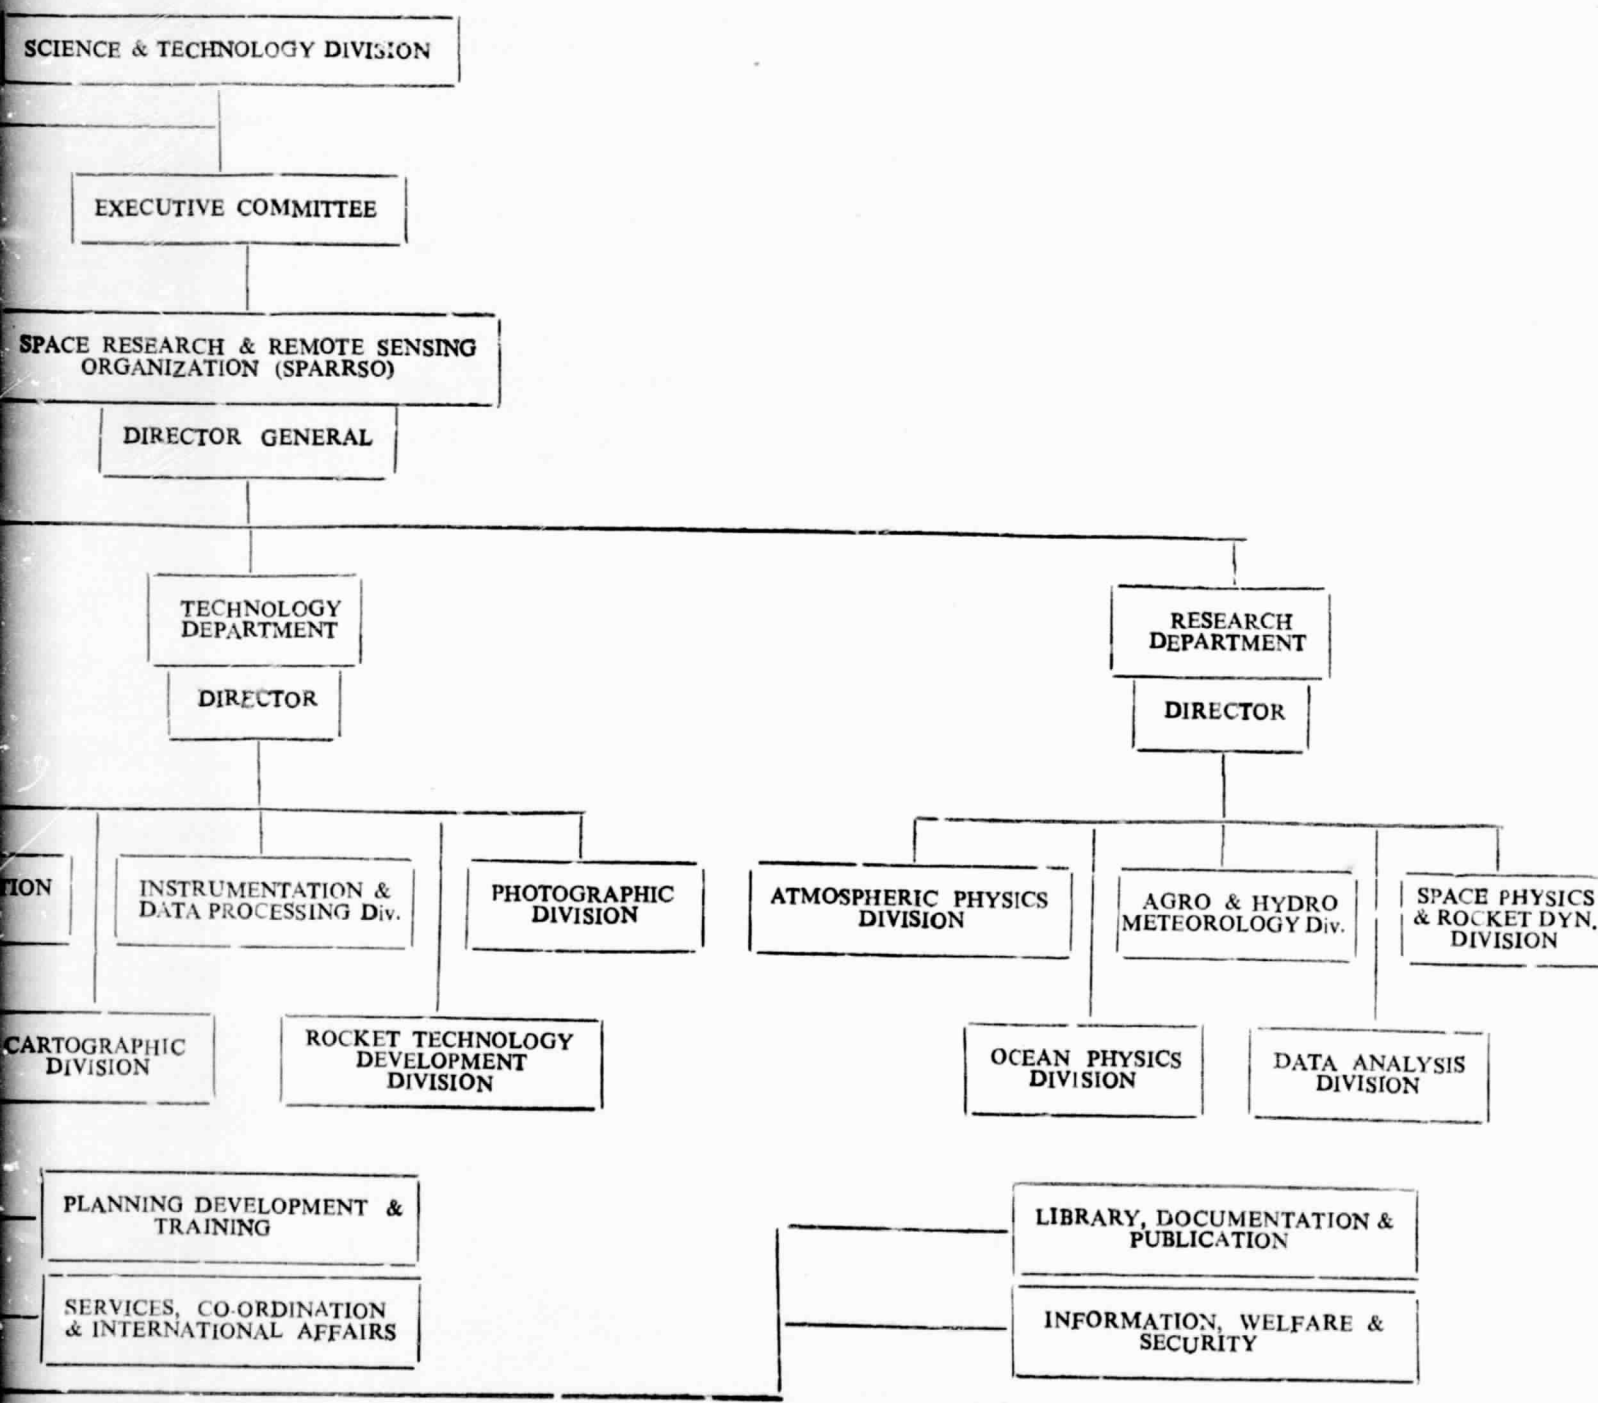 SCIENCE & TECHNOLOGY DIVISION
EXECUTIVE COMMITTEE
SPACE RESEARCH & REMOTE SENSING
ORGANIZATION (SPARRSO)
DIRECTOR GENERAL
TECHNOLOGY
DEPARTMENT
DIRECTOR
RESEARCH
DEPARTMENT
DIRECTOR
INSTRUMENTATION &
DATA PROCESSING Div.
PHOTOGRAPHIC
DIVISION
ATMOSPHERIC PHYSICS
DIVISION
AGRO & HYDRO
METEOROLOGY Div.
SPACE PHYSICS
& ROCKET DYN.
DIVISION
CARTOGRAPHIC
DIVISION
ROCKET TECHNOLOGY
DEVELOPMENT
DIVISION
OCEAN PHYSICS
DIVISION
DATA ANALYSIS
DIVISION
PLANNING DEVELOPMENT &
TRAINING
SERVICES, CO-ORDINATION
& INTERNATIONAL AFFAIRS
LIBRARY, DOCUMENTATION &
PUBLICATION
INFORMATION, WELFARE &
SECURITY